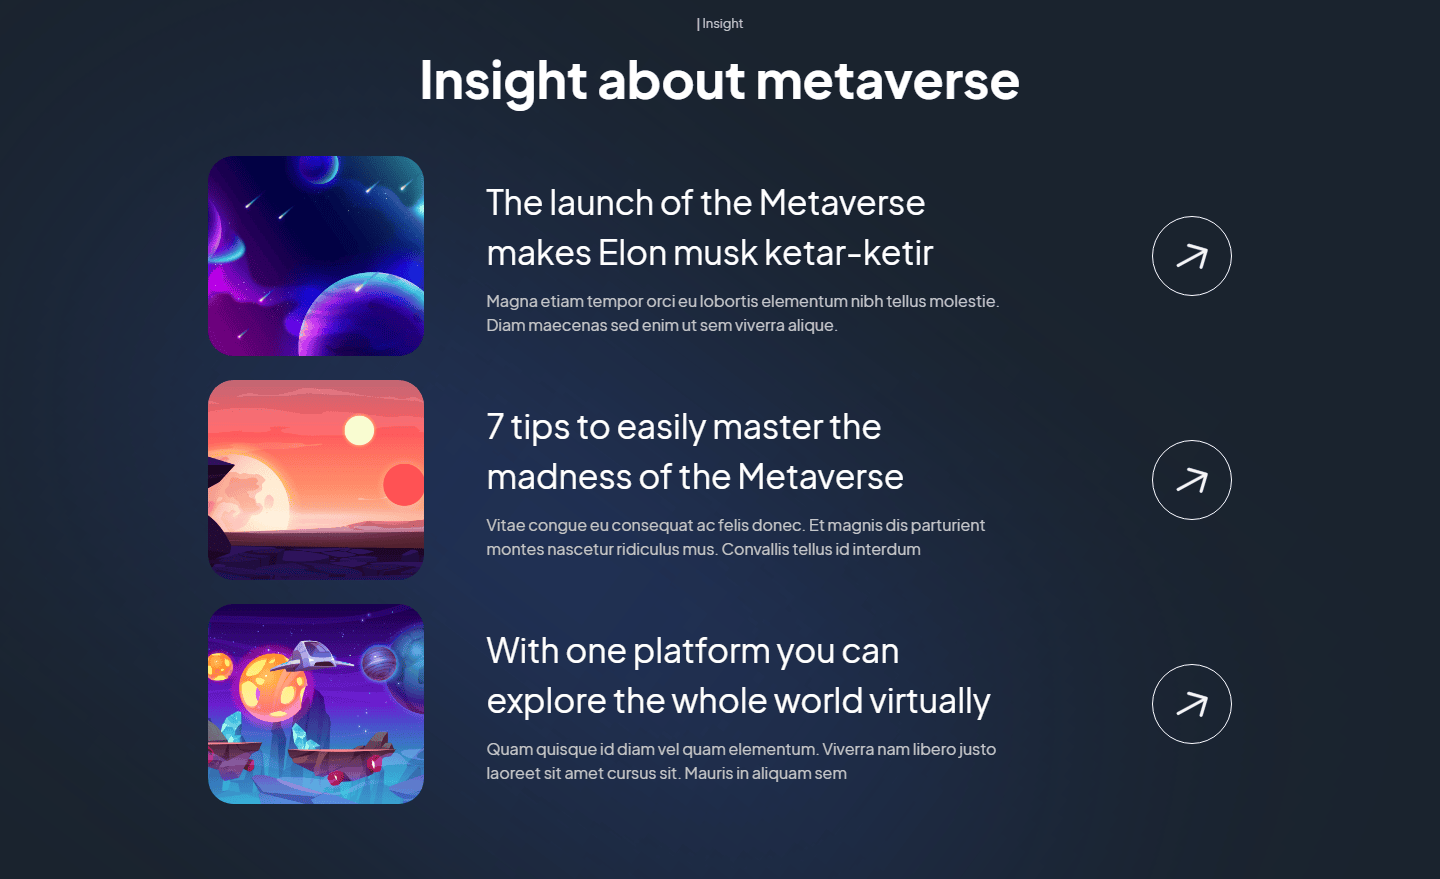 | Insight
Insight about metaverse
The launch of the Metaverse
makes Elon musk ketar-ketir
Magna etiam tempor orci eu lobortis elementum nibh tellus molestie.
Diam maecenas sed enim ut sem viverra alique.
7 tips to easily master the
madness of the Metaverse
Vitae congue eu consequat ac felis donec. Et magnis dis parturient
montes nascetur ridiculus mus. Convallis tellus id interdum
With one platform you can
explore the whole world virtually
Quam quisque id diam vel quam elementum. Viverra nam libero justo
laoreet sit amet cursus sit. Mauris in aliquam sem